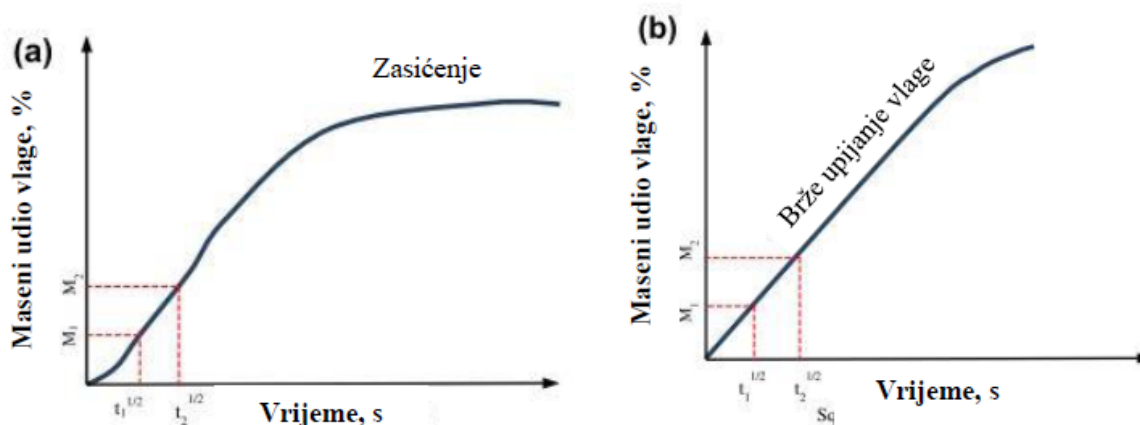 (a)
Zasićenje
Maseni udio vlage, %
M₂
M₁
t₁^1/2
t₂^1/2
Vrijeme, s
(b)
Brže upijanje vlage
Maseni udio vlage, %
M₂
M₁
t₁^1/2
t₂^1/2
Vrijeme, s
Sq